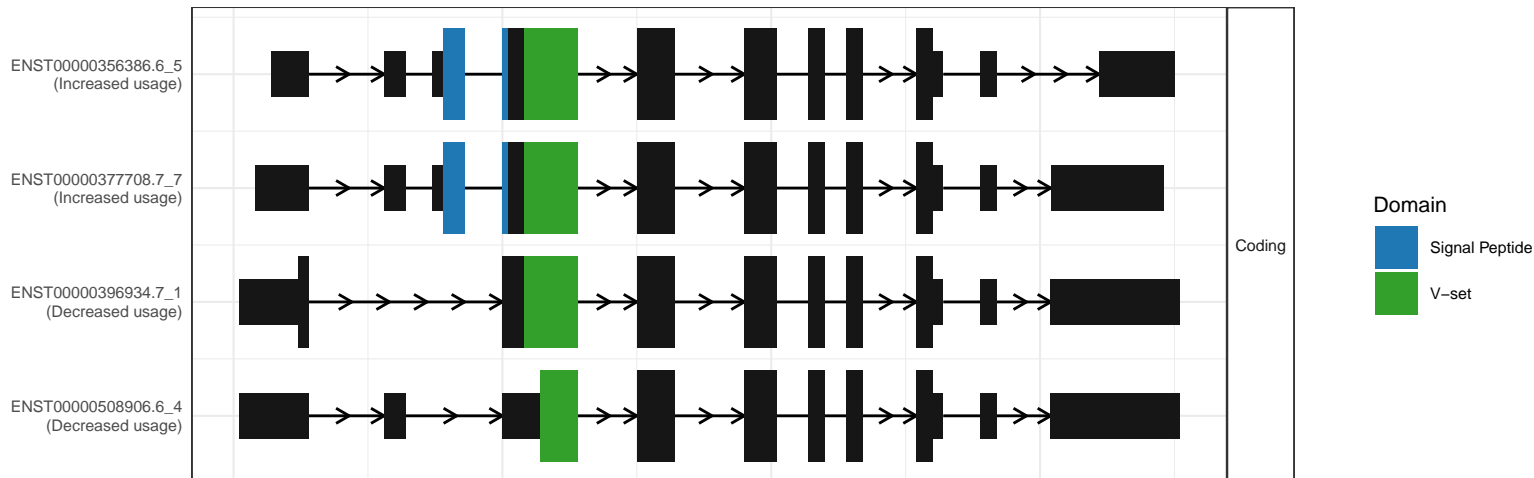 ENST00000356386.6_5
(Increased usage)
ENST00000377708.7_7
(Increased usage)
ENST00000396934.7_1
(Decreased usage)
ENST00000508906.6_4
(Decreased usage)
Coding
Domain
Signal Peptide
V−set